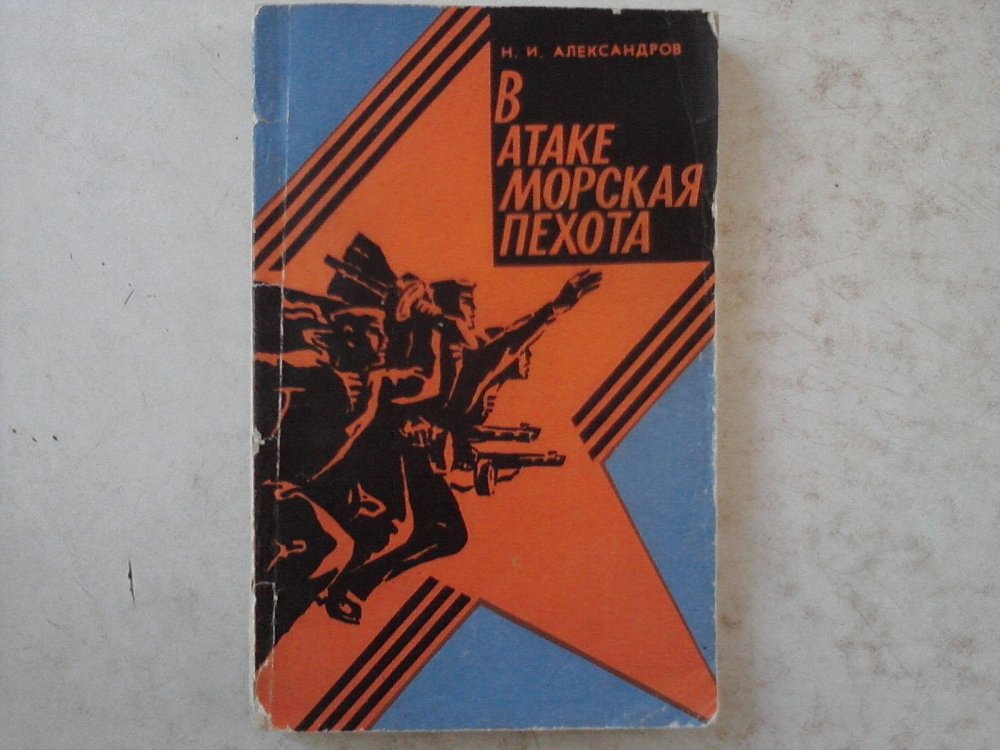 Н. И. АЛЕКСАНДРОВ
В
АТАКЕ
МОРСКАЯ
ПЕХОТА